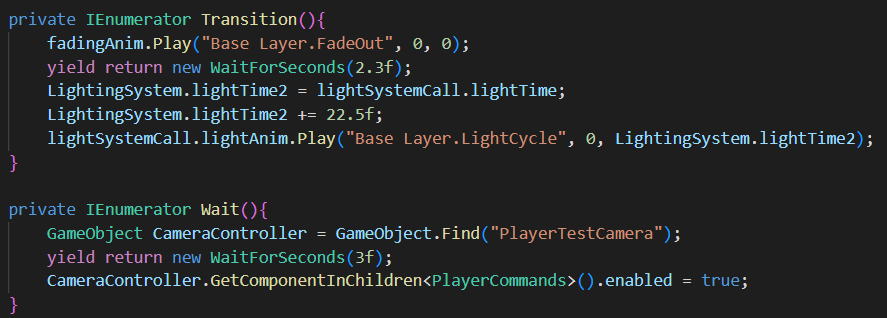 private IEnumerator Transition(){
    fadingAnim.Play("Base Layer.FadeOut", 0, 0);
    yield return new WaitForSeconds(2.3f);
    LightingSystem.lightTime2 = lightSystemCall.lightTime;
    LightingSystem.lightTime2 += 22.5f;
    lightSystemCall.lightAnim.Play("Base Layer.LightCycle", 0, LightingSystem.lightTime2);
}

private IEnumerator Wait(){
    GameObject CameraController = GameObject.Find("PlayerTestCamera");
    yield return new WaitForSeconds(3f);
    CameraController.GetComponentInChildren<PlayerCommands>().enabled = true;
}